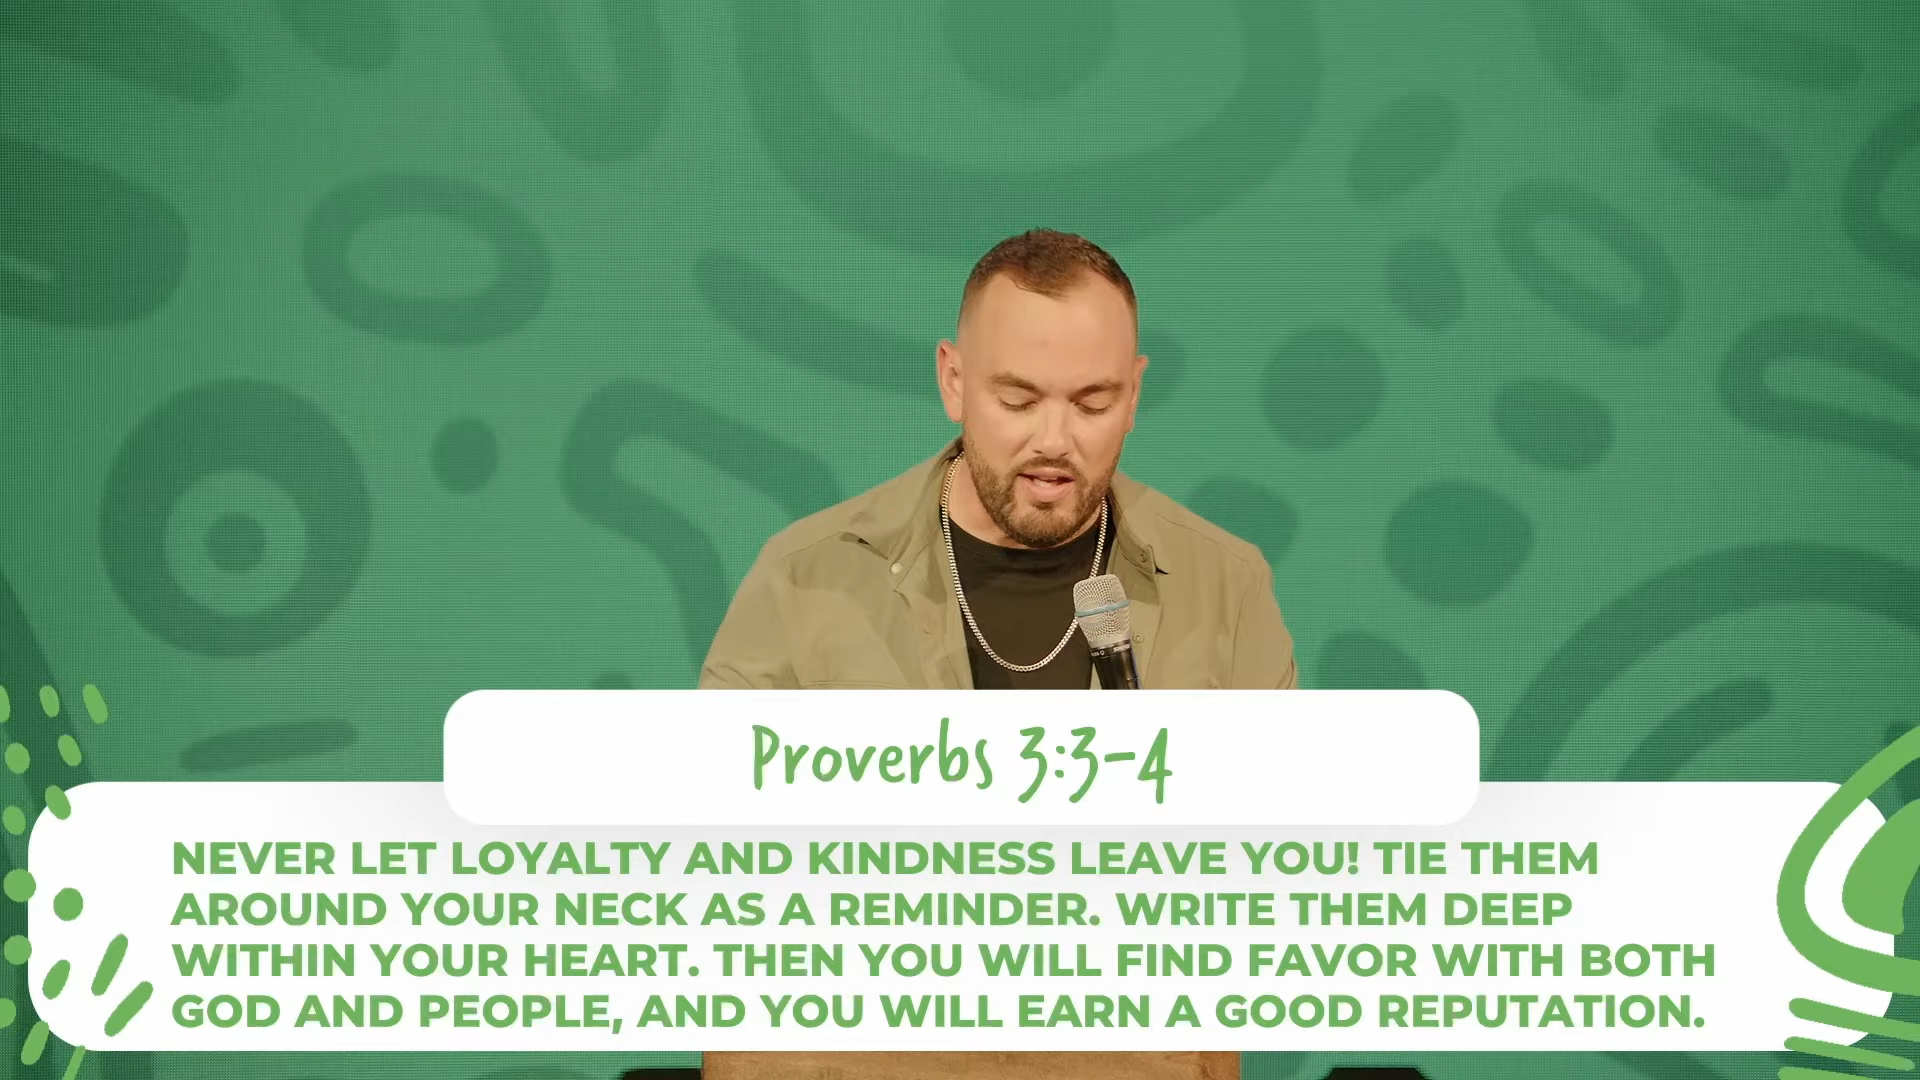 Proverbs 3:3-4
NEVER LET LOYALTY AND KINDNESS LEAVE YOU! TIE THEM
AROUND YOUR NECK AS A REMINDER. WRITE THEM DEEP
WITHIN YOUR HEART. THEN YOU WILL FIND FAVOR WITH BOTH
GOD AND PEOPLE, AND YOU WILL EARN A GOOD REPUTATION.